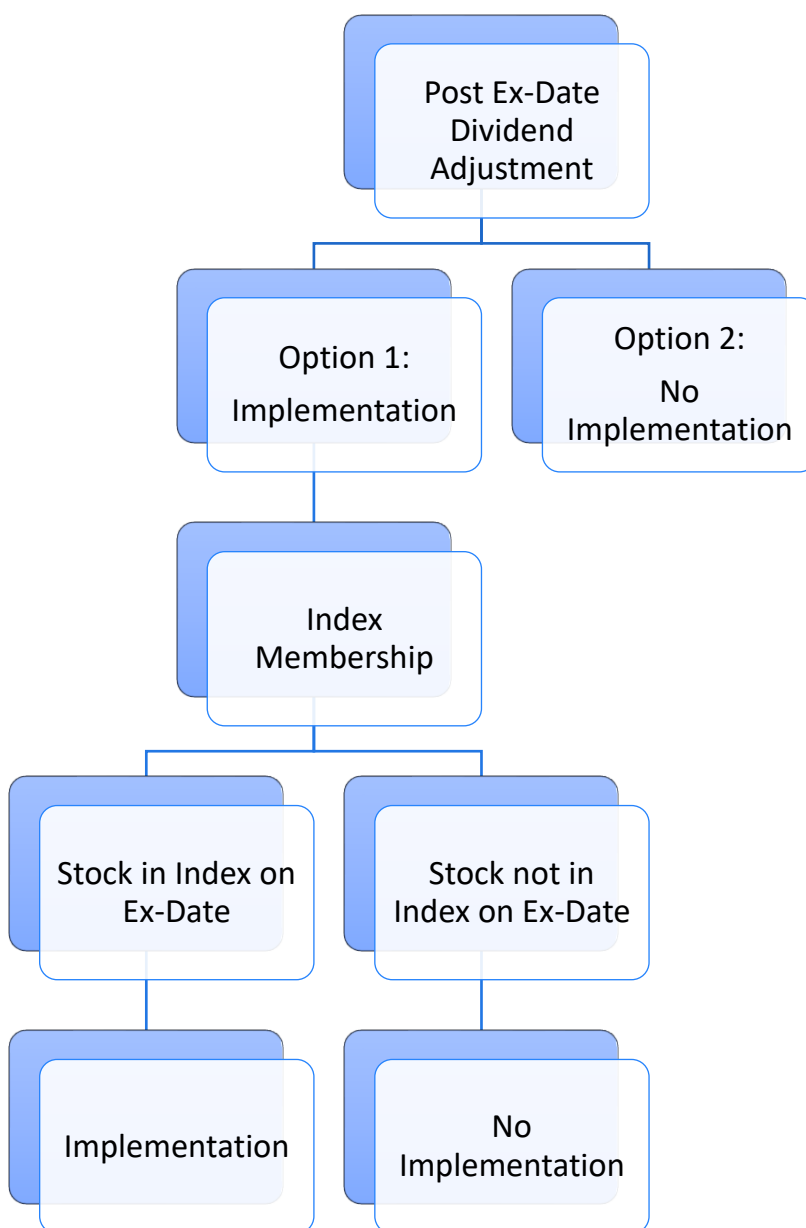 Post Ex-Date
Dividend
Adjustment
Option 1:
Implementation
Option 2:
No
Implementation
Index
Membership
Stock in Index on
Ex-Date
Stock not in
Index on Ex-Date
Implementation
No
Implementation